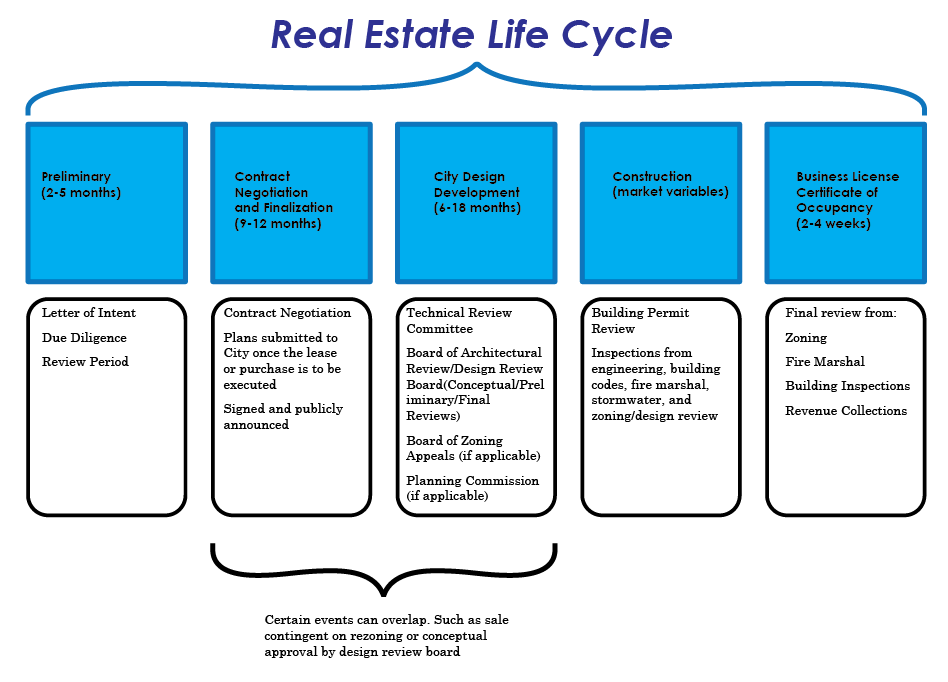 Real Estate Life Cycle
Preliminary
(2-5 months)
Contract
Negotiation
and Finalization
(9-12 months)
City Design
Development
(6-18 months)
Construction
(market variables)
Business License
Certificate of
Occupancy
(2-4 weeks)
Letter of Intent
Due Diligence
Review Period
Contract Negotiation
Plans submitted to
City once the lease
or purchase is to be
executed
Signed and publicly
announced
Technical Review
Committee
Board of Architectural
Review/Design Review
Board(Conceptual/Prel
iminary/Final
Reviews)
Board of Zoning
Appeals (if applicable)
Planning Commission
(if applicable)
Building Permit
Review
Inspections from
engineering, building
codes, fire marshal,
stormwater, and
zoning/design review
Final review from:
Zoning
Fire Marshal
Building Inspections
Revenue Collections
Certain events can overlap. Such as sale
contingent on rezoning or conceptual
approval by design review board